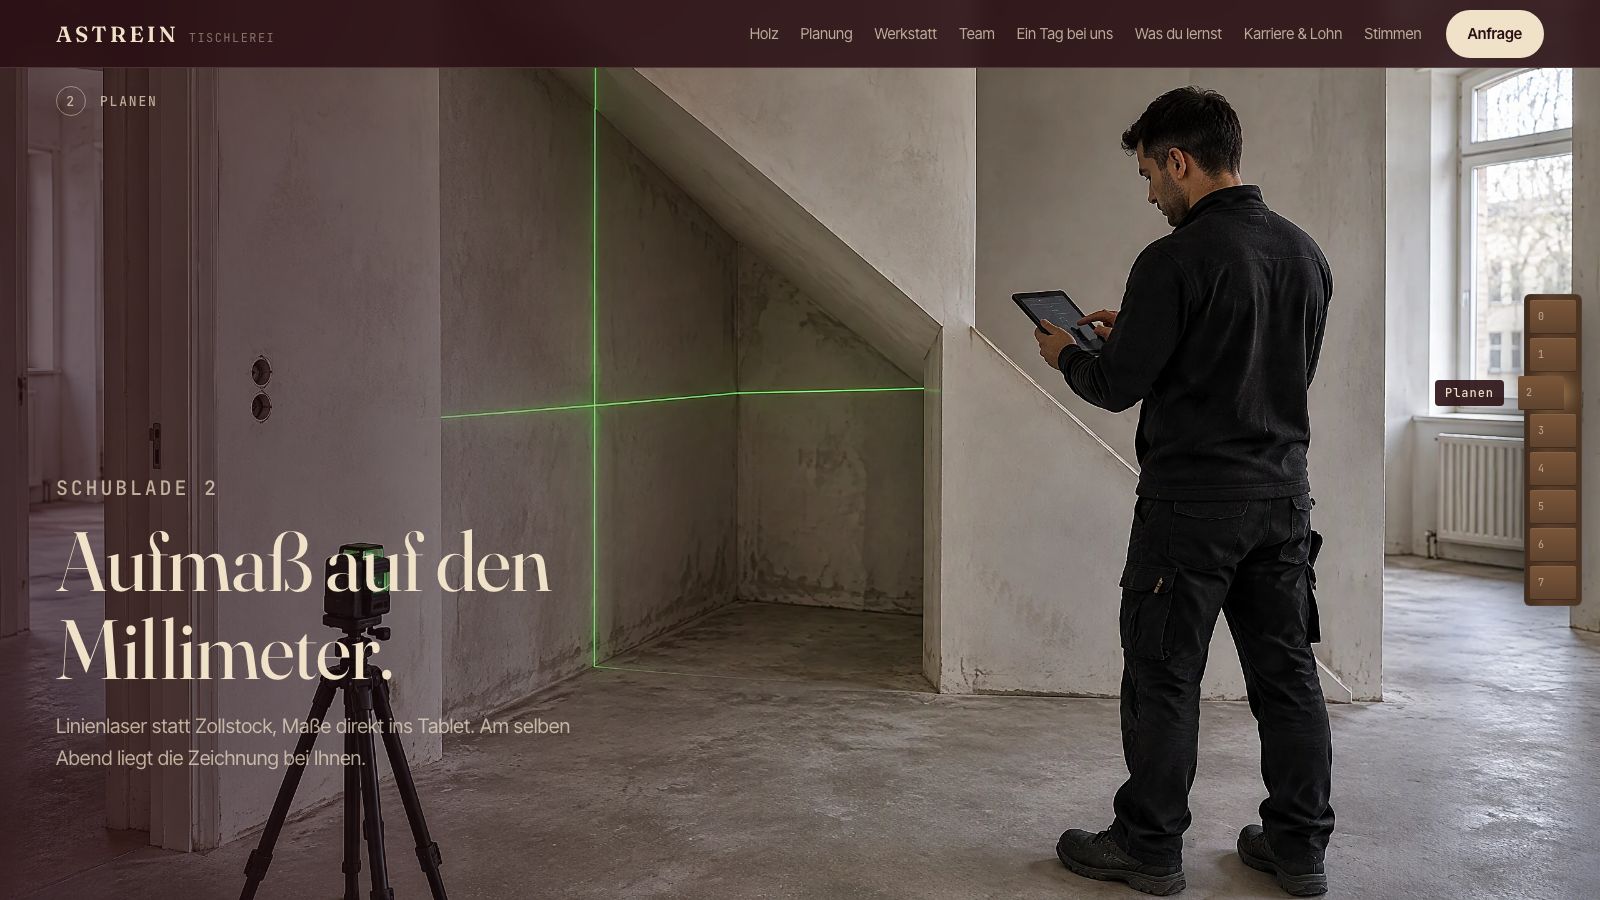 ASTREIN TISCHLEREI
Holz Planung Werkstatt Team Ein Tag bei uns Was du lernst Karriere & Lohn Stimmen Anfrage
2 PLANEN
0
1
Planen 2
3
4
5
6
7
SCHUBLADE 2
Aufmaß auf den
Millimeter.
Linienlaser statt Zollstock, Maße direkt ins Tablet. Am selben
Abend liegt die Zeichnung bei Ihnen.